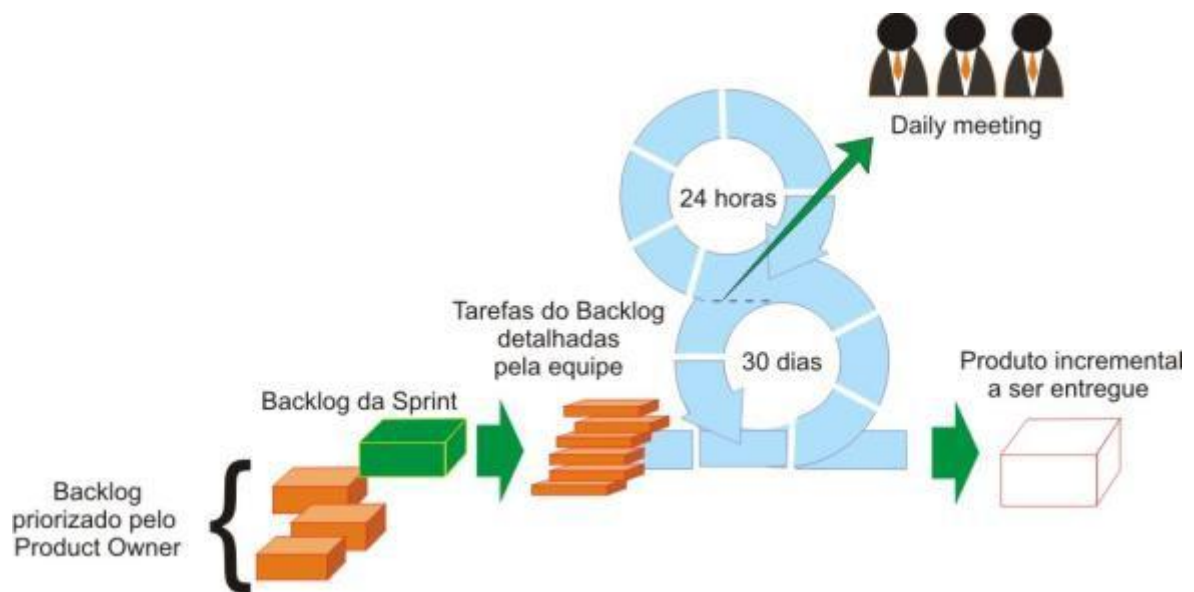 Daily meeting
24 horas
Tarefas do Backlog
detalhadas
pela equipe
30 dias
Produto incremental
a ser entregue
Backlog da Sprint
Backlog
priorizado pelo
Product Owner